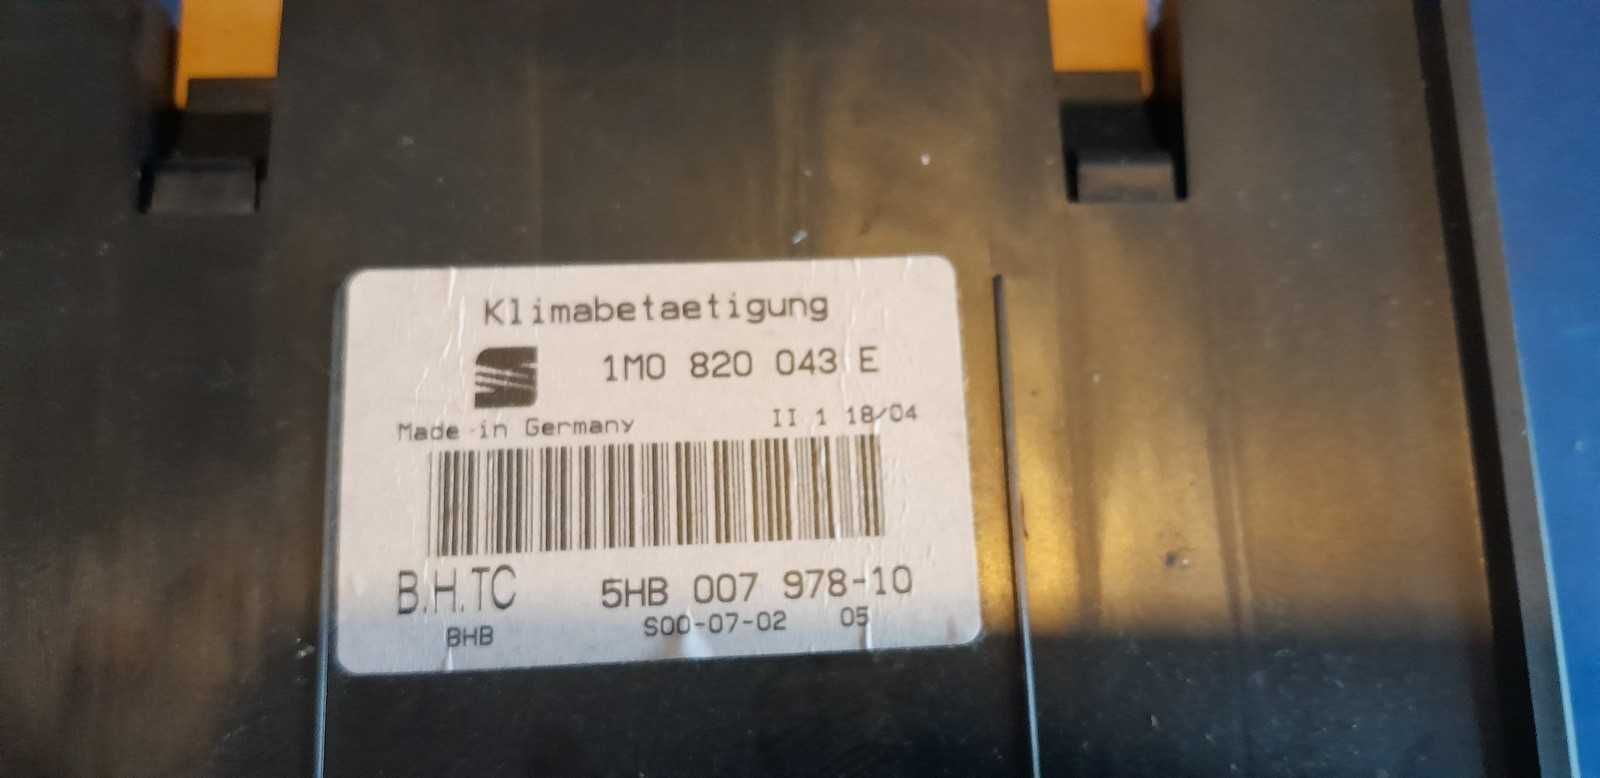 Klimabetaetigung
1M0 820 043 E
Made in Germany II 1 18/04
B.H.TC 5HB 007 978-10
BHB S00-07-02 05